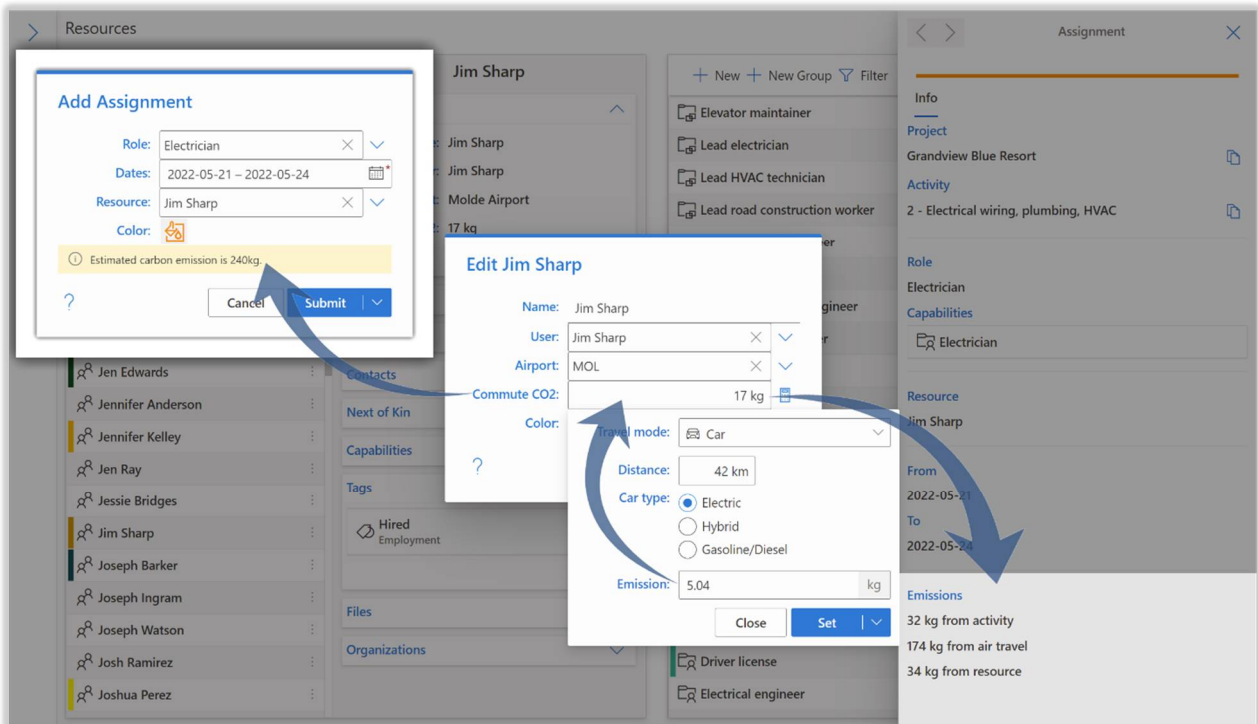 Resources
Add Assignment
Role: Electrician
Dates: 2022-05-21 – 2022-05-24 *
Resource: Jim Sharp
Color:
Estimated carbon emission is 240kg.
? Cancel Submit
Jen Edwards
Jennifer Anderson
Jennifer Kelley
Jen Ray
Jessie Bridges
Jim Sharp
Joseph Barker
Joseph Ingram
Joseph Watson
Josh Ramirez
Joshua Perez
Jim Sharp
Jim Sharp
Jim Sharp
Molde Airport
17 kg
Contacts
Next of Kin
Capabilities
Tags
Hired
Employment
Files
Organizations
Edit Jim Sharp
Name: Jim Sharp
User: Jim Sharp
Airport: MOL
Commute CO2: 17 kg
Color:
?
Travel mode: Car
Distance: 42 km
Car type: Electric
Hybrid
Gasoline/Diesel
Emission: 5.04 kg
Close Set
New New Group Filter
Elevator maintainer
Lead electrician
Lead HVAC technician
Lead road construction worker
Driver license
Electrical engineer
Assignment
Info
Project
Grandview Blue Resort
Activity
2 - Electrical wiring, plumbing, HVAC
Role
Electrician
Capabilities
Electrician
Resource
Jim Sharp
From
2022-05-21
To
2022-05-24
Emissions
32 kg from activity
174 kg from air travel
34 kg from resource